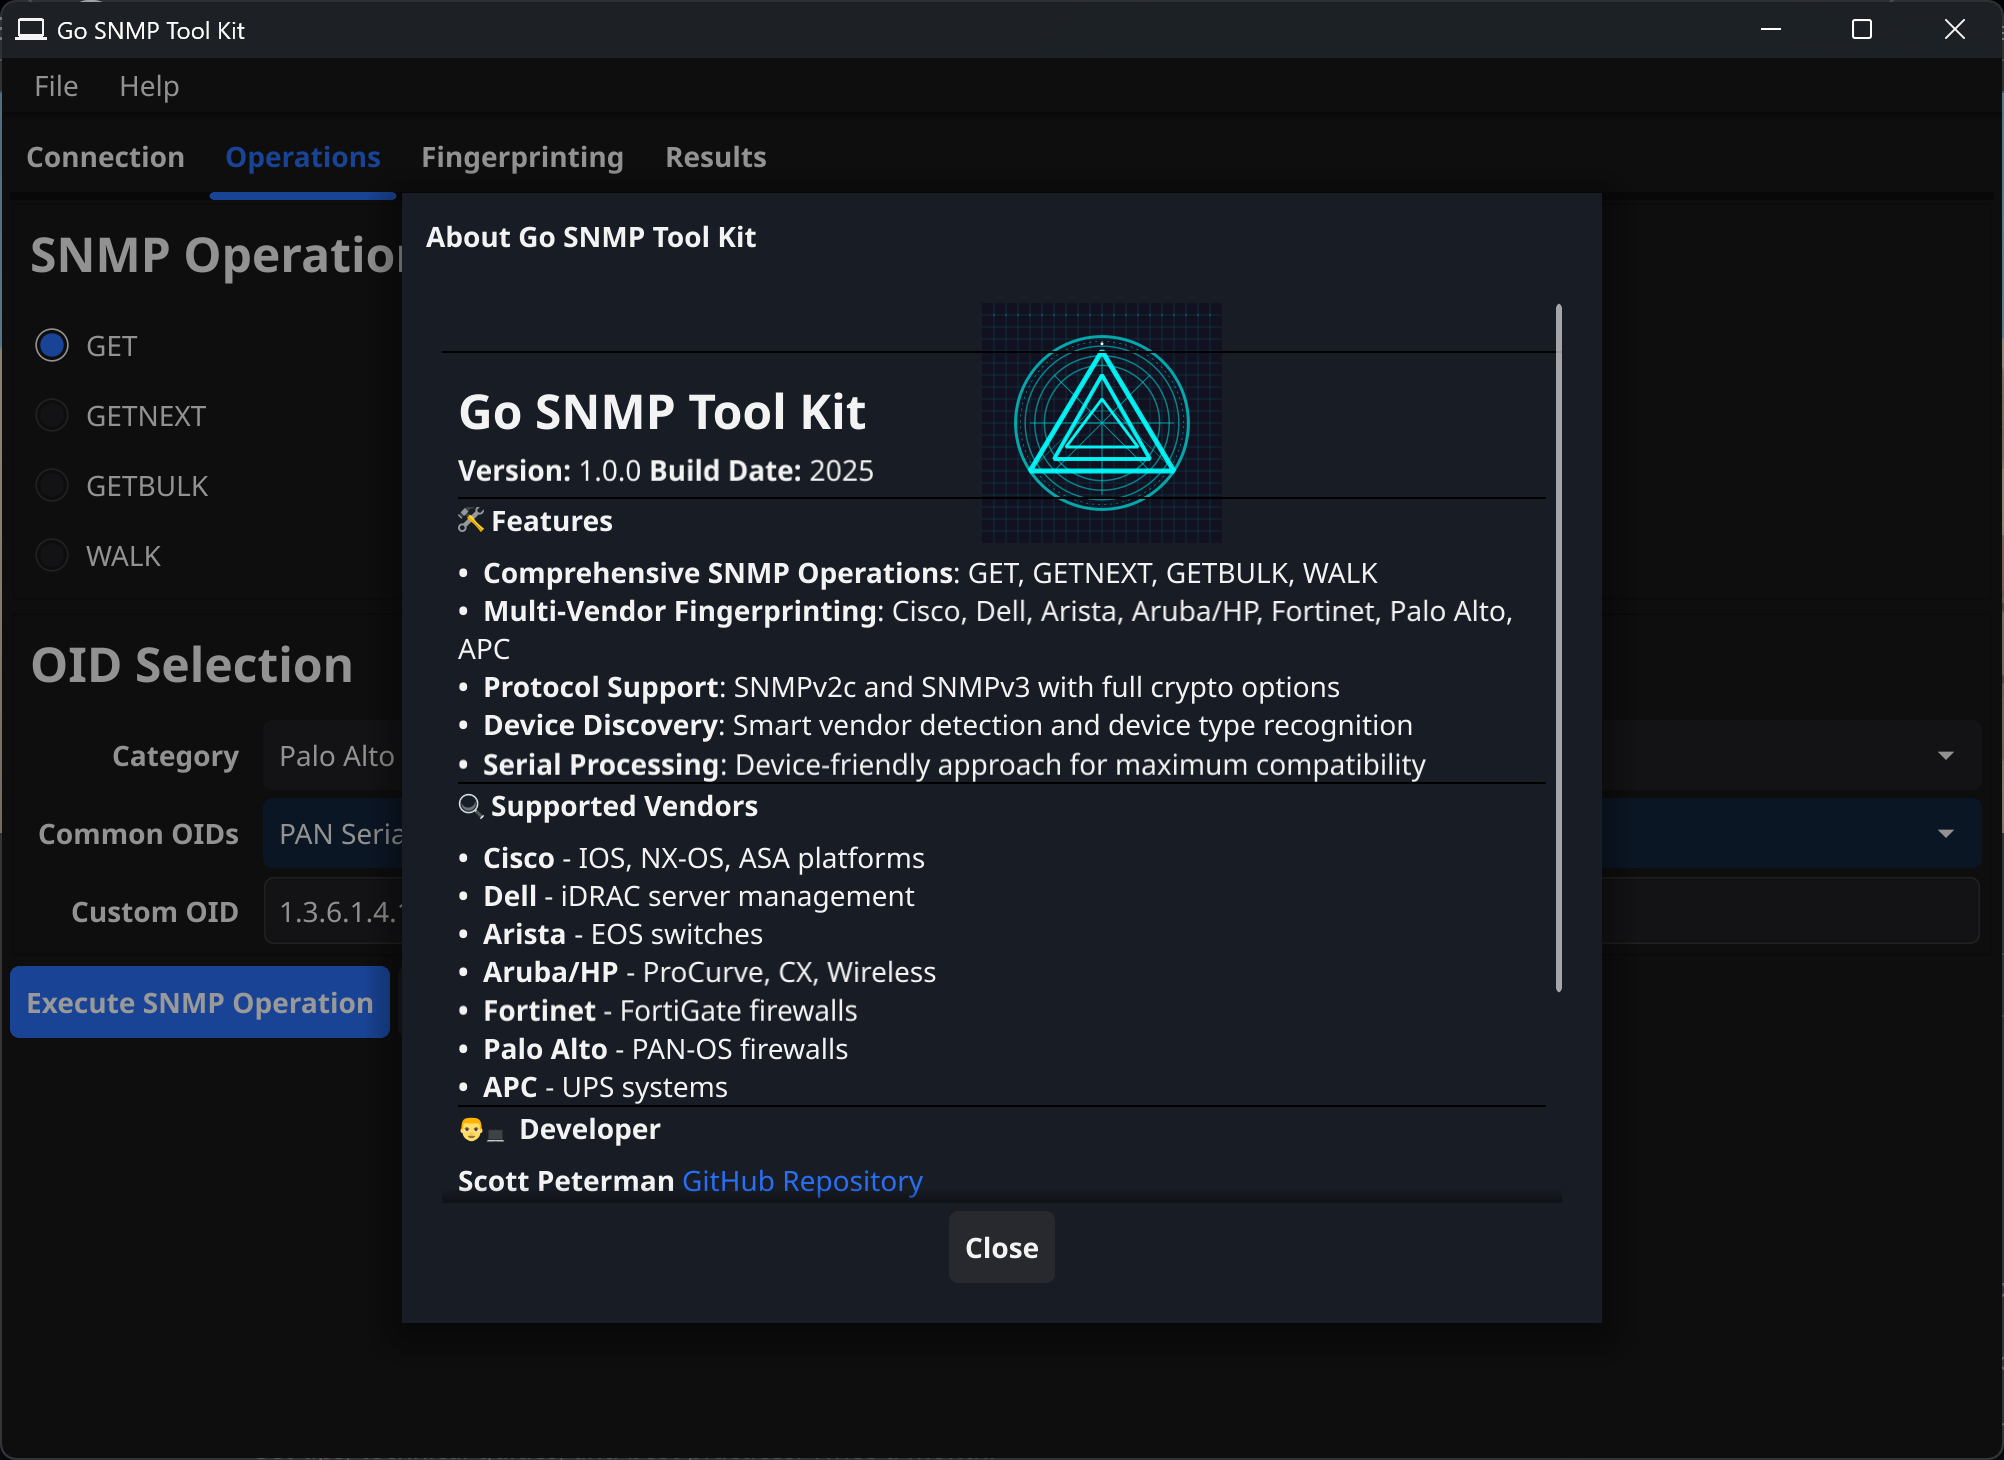 Go SNMP Tool Kit
File Help
Connection Operations Fingerprinting Results
SNMP Operation
GET
GETNEXT
GETBULK
WALK
OID Selection
Category Palo Alto
Common OIDs PAN Seria
Custom OID 1.3.6.1.4.1
Execute SNMP Operation
About Go SNMP Tool Kit
Go SNMP Tool Kit
Version: 1.0.0 Build Date: 2025
🛠 Features
• Comprehensive SNMP Operations: GET, GETNEXT, GETBULK, WALK
• Multi-Vendor Fingerprinting: Cisco, Dell, Arista, Aruba/HP, Fortinet, Palo Alto,
APC
• Protocol Support: SNMPv2c and SNMPv3 with full crypto options
• Device Discovery: Smart vendor detection and device type recognition
• Serial Processing: Device-friendly approach for maximum compatibility
🔍 Supported Vendors
• Cisco - IOS, NX-OS, ASA platforms
• Dell - iDRAC server management
• Arista - EOS switches
• Aruba/HP - ProCurve, CX, Wireless
• Fortinet - FortiGate firewalls
• Palo Alto - PAN-OS firewalls
• APC - UPS systems
👨💻 Developer
Scott Peterman GitHub Repository
Close